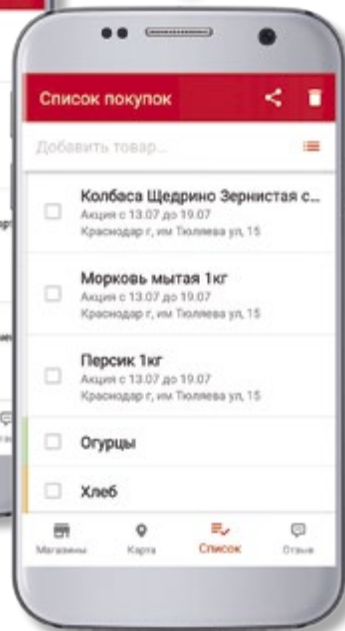 Список покупок
Добавить товар...
Колбаса Щедрино Зернистая с...
Акция с 13.07 до 19.07
Краснодар г, им Тюляева ул, 15
Морковь мытая 1кг
Акция с 13.07 до 19.07
Краснодар г, им Тюляева ул, 15
Персик 1кг
Акция с 13.07 до 19.07
Краснодар г, им Тюляева ул, 15
Огурцы
Хлеб
Магазины Карта Список Отзыв